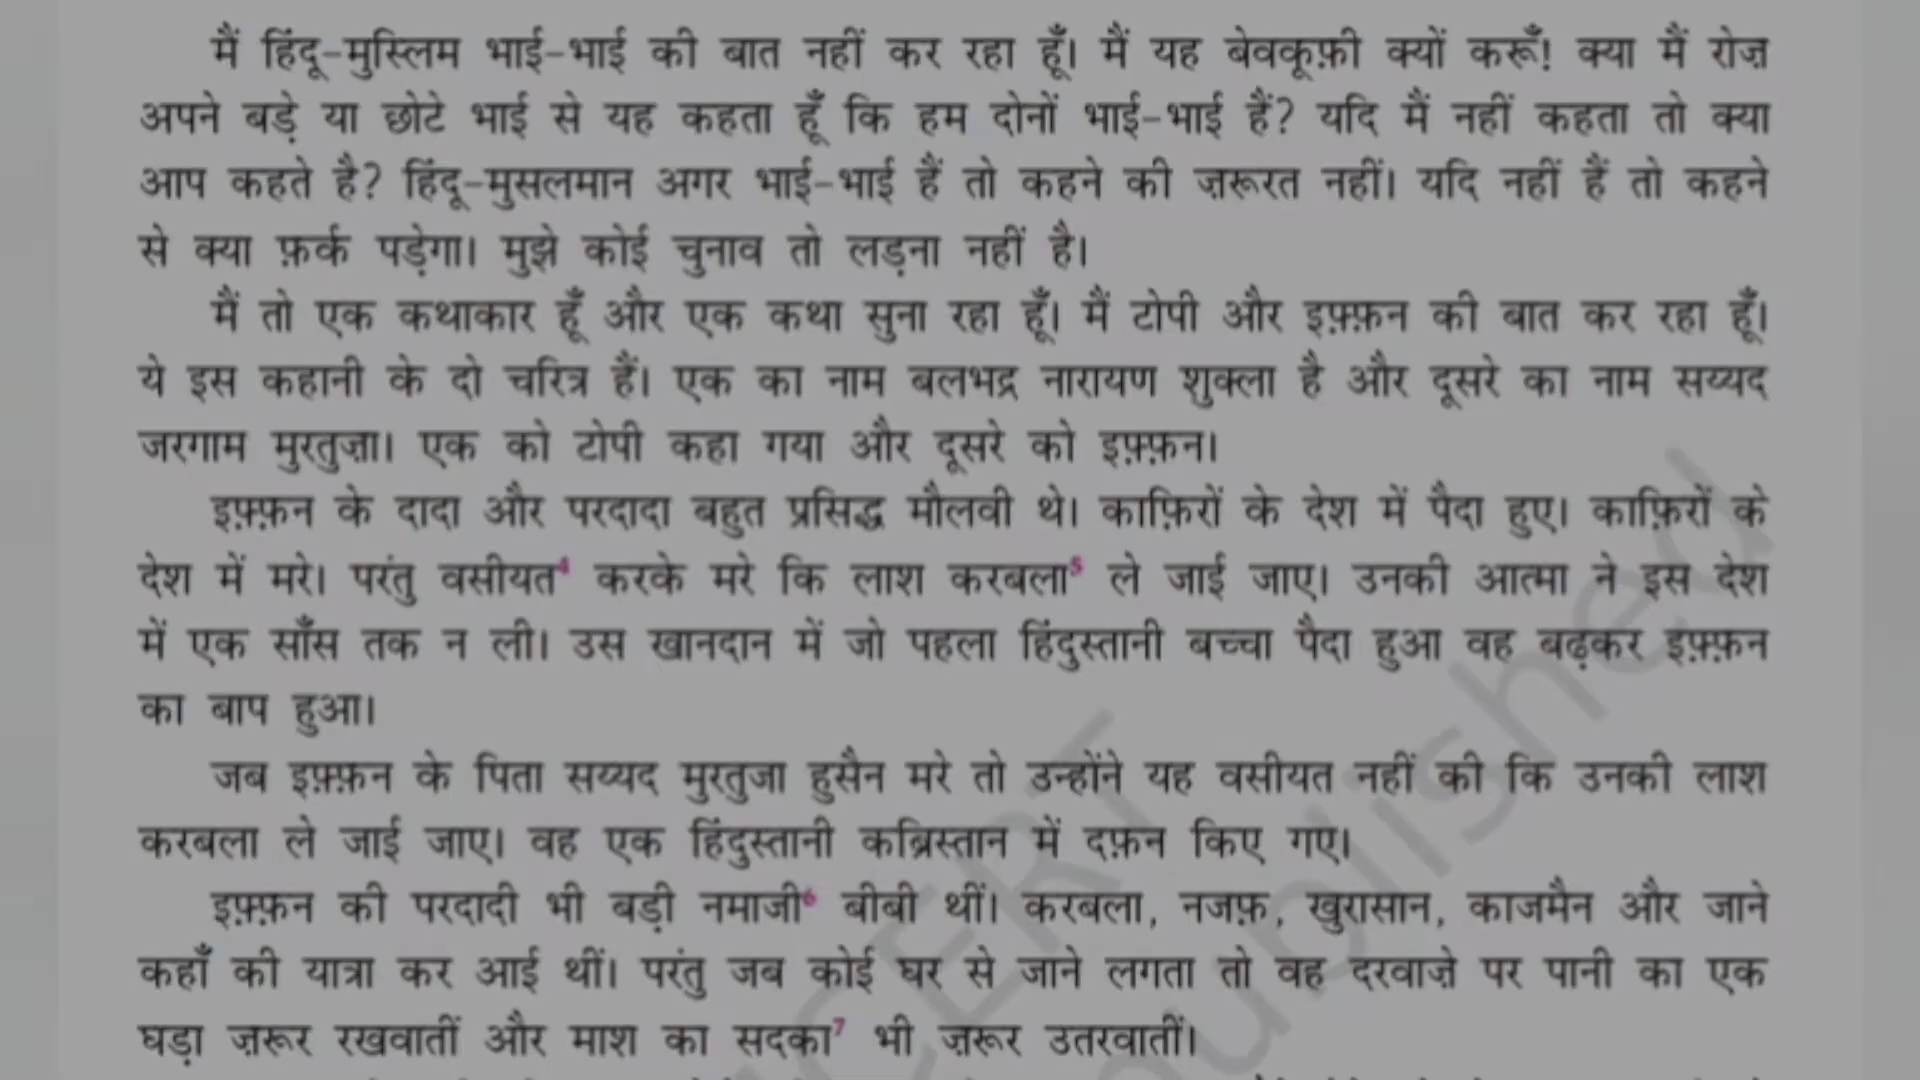 मैं हिंदू-मुस्लिम भाई-भाई की बात नहीं कर रहा हूँ। मैं यह बेवकूफ़ी क्यों करूँ! क्या मैं रोज़
अपने बड़े या छोटे भाई से यह कहता हूँ कि हम दोनों भाई-भाई हैं? यदि मैं नहीं कहता तो क्या
आप कहते है? हिंदू-मुसलमान अगर भाई-भाई हैं तो कहने की ज़रूरत नहीं। यदि नहीं हैं तो कहने
से क्या फ़र्क पड़ेगा। मुझे कोई चुनाव तो लड़ना नहीं है।
मैं तो एक कथाकार हूँ और एक कथा सुना रहा हूँ। मैं टोपी और इफ़्फ़न की बात कर रहा हूँ।
ये इस कहानी के दो चरित्र हैं। एक का नाम बलभद्र नारायण शुक्ला है और दूसरे का नाम सय्यद
जरगाम मुरतुज़ा। एक को टोपी कहा गया और दूसरे को इफ़्फ़न।
इफ़्फ़न के दादा और परदादा बहुत प्रसिद्ध मौलवी थे। काफ़िरों के देश में पैदा हुए। काफ़िरों के
देश में मरे। परंतु वसीयत4 करके मरे कि लाश करबला5 ले जाई जाए। उनकी आत्मा ने इस देश
में एक साँस तक न ली। उस खानदान में जो पहला हिंदुस्तानी बच्चा पैदा हुआ वह बढ़कर इफ़्फ़न
का बाप हुआ।
जब इफ़्फ़न के पिता सय्यद मुरतुजा हुसैन मरे तो उन्होंने यह वसीयत नहीं की कि उनकी लाश
करबला ले जाई जाए। वह एक हिंदुस्तानी कब्रिस्तान में दफ़न किए गए।
इफ़्फ़न की परदादी भी बड़ी नमाजी6 बीबी थीं। करबला, नजफ़, खुरासान, काजमैन और जाने
कहाँ की यात्रा कर आई थीं। परंतु जब कोई घर से जाने लगता तो वह दरवाज़े पर पानी का एक
घड़ा ज़रूर रखवातीं और माश का सदका7 भी ज़रूर उतरवातीं।